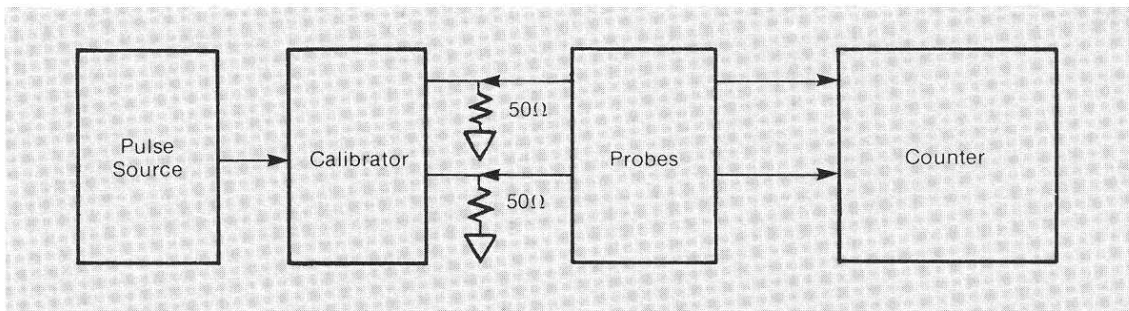 Pulse
Source
Calibrator
50Ω
50Ω
Probes
Counter